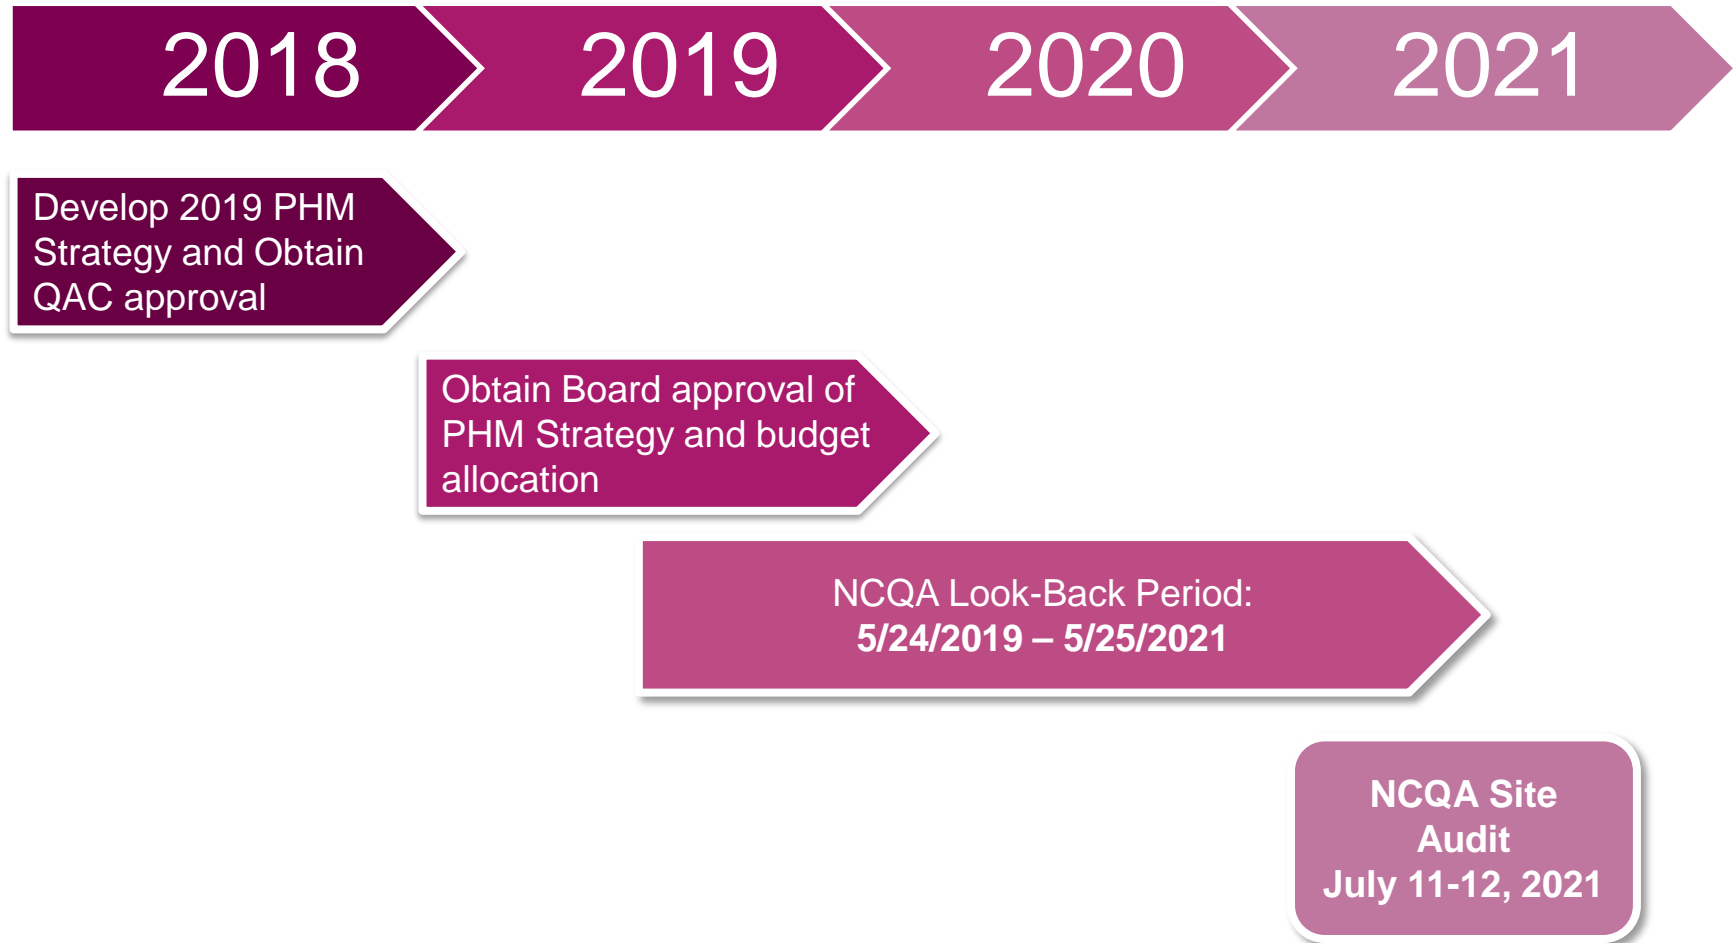 2018
2019
2020
2021
Develop 2019 PHM
Strategy and Obtain
QAC approval
Obtain Board approval of
PHM Strategy and budget
allocation
NCQA Look-Back Period:
5/24/2019 – 5/25/2021
NCQA Site
Audit
July 11-12, 2021